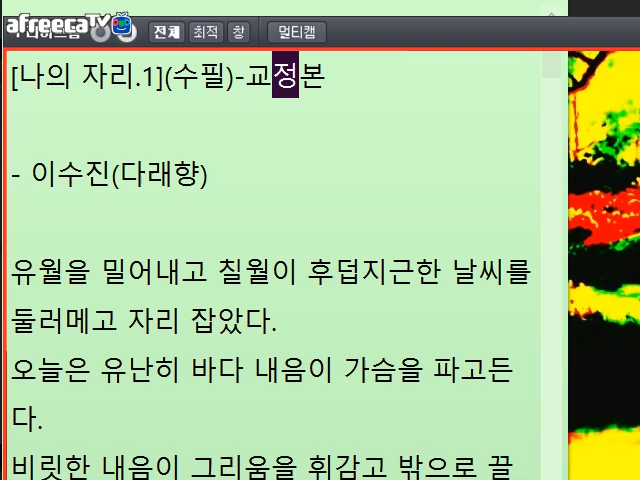 afreecaTV
전체 최적 창 멀티캠
[나의 자리.1](수필)-교정본
- 이수진(다래향)
유월을 밀어내고 칠월이 후덥지근한 날씨를
둘러메고 자리 잡았다.
오늘은 유난히 바다 내음이 가슴을 파고든
다.
비릿한 내음이 그리움을 휘감고 밖으로 끌